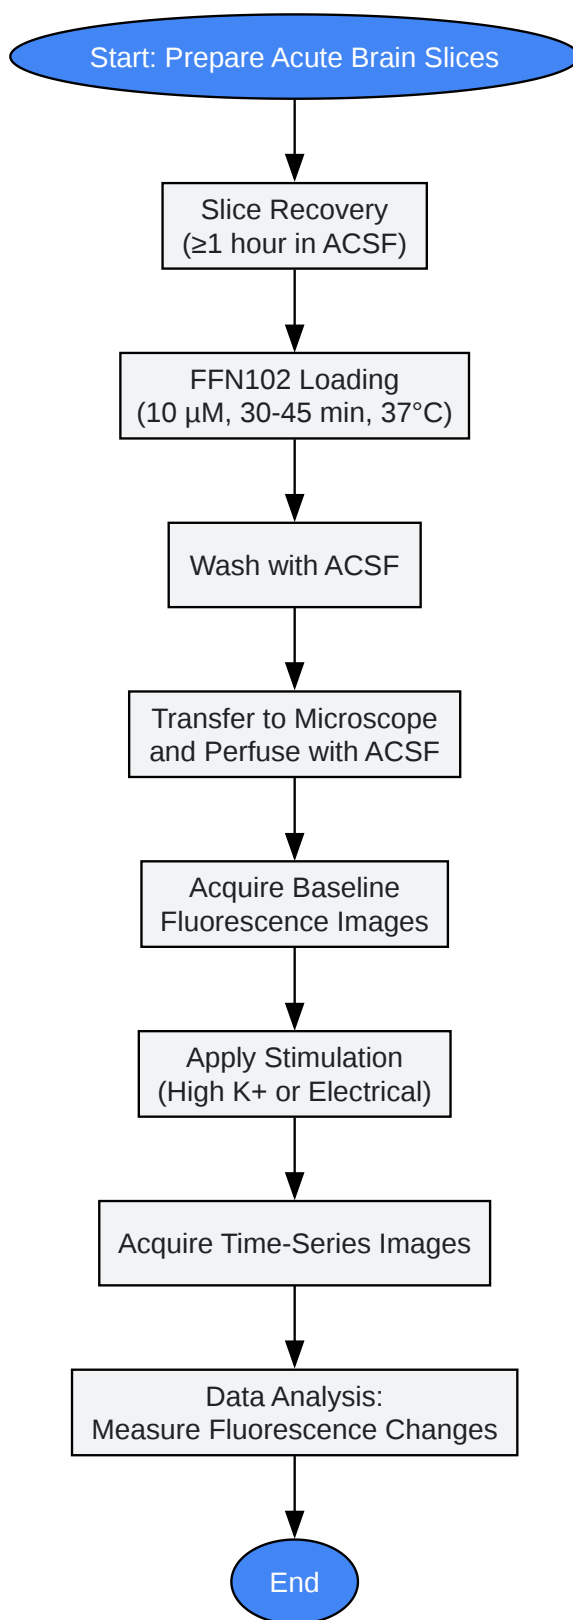 Start: Prepare Acute Brain Slices
Slice Recovery
(≥1 hour in ACSF)
FFN102 Loading
(10 µM, 30-45 min, 37°C)
Wash with ACSF
Transfer to Microscope
and Perfuse with ACSF
Acquire Baseline
Fluorescence Images
Apply Stimulation
(High K+ or Electrical)
Acquire Time-Series Images
Data Analysis:
Measure Fluorescence Changes
End